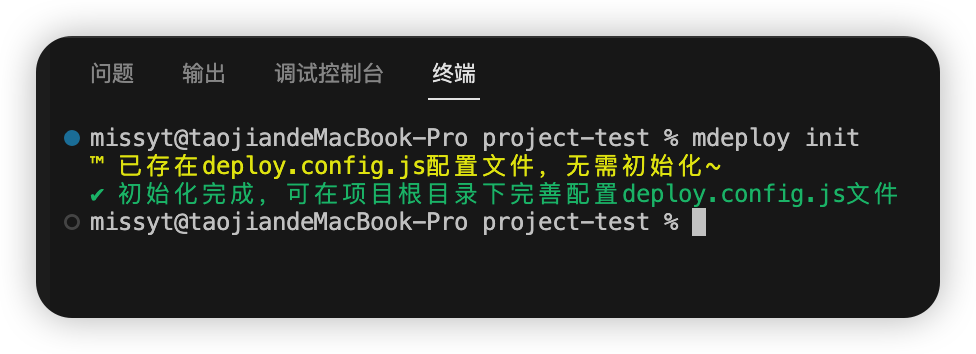 问题 输出 调试控制台 终端
missyt@taojiandeMacBook-Pro project-test % mdeploy init
™ 已存在deploy.config.js配置文件，无需初始化~
✔ 初始化完成，可在项目根目录下完善配置deploy.config.js文件
missyt@taojiandeMacBook-Pro project-test %